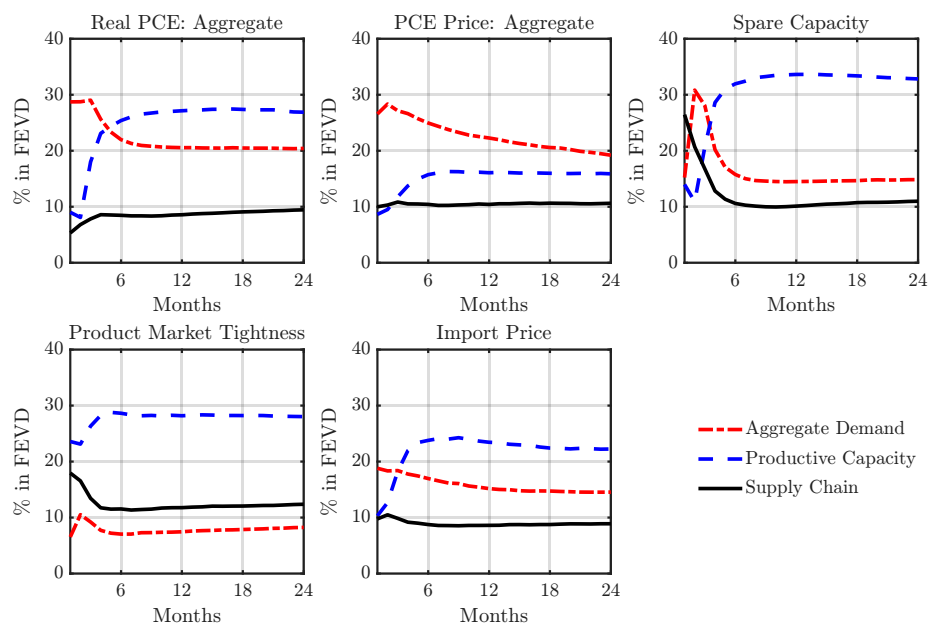 Real PCE: Aggregate
40
30
20
10
0
% in FEVD
6 12 18 24
Months
PCE Price: Aggregate
40
30
20
10
0
% in FEVD
6 12 18 24
Months
Spare Capacity
40
30
20
10
0
% in FEVD
6 12 18 24
Months
Product Market Tightness
40
30
20
10
0
% in FEVD
6 12 18 24
Months
Import Price
40
30
20
10
0
% in FEVD
6 12 18 24
Months
Aggregate Demand
Productive Capacity
Supply Chain